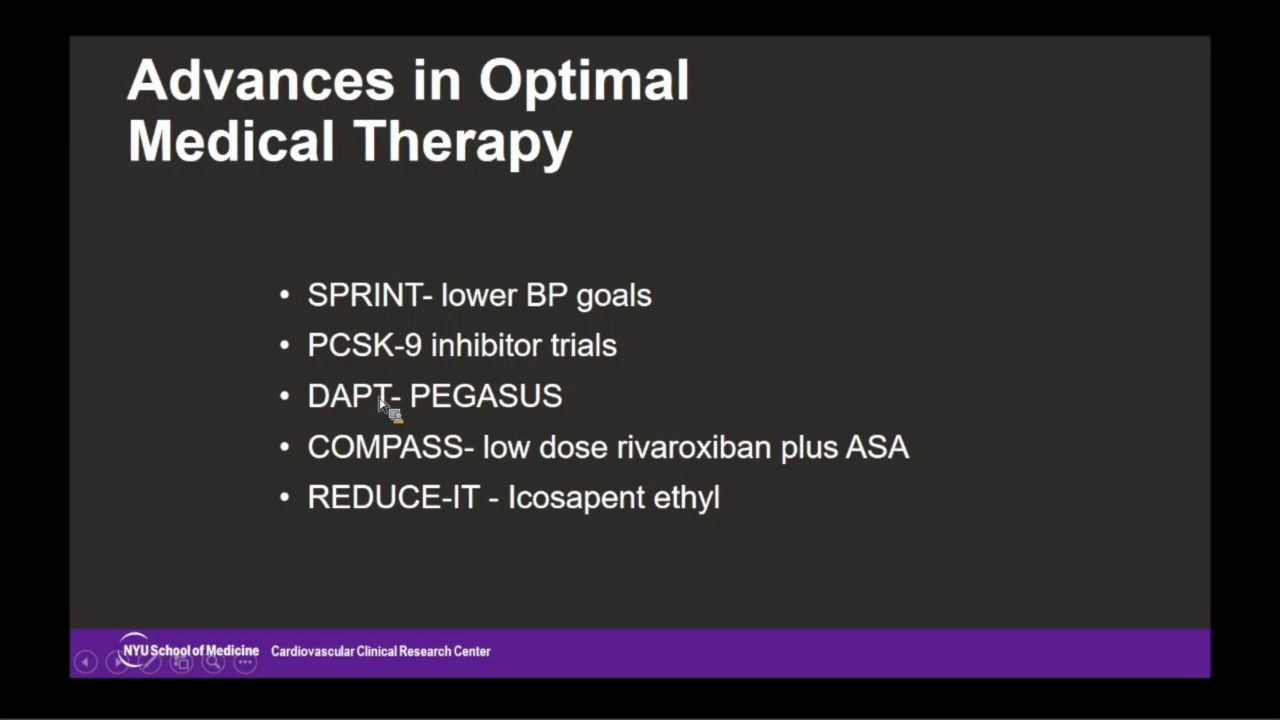 Advances in Optimal
Medical Therapy
• SPRINT- lower BP goals
• PCSK-9 inhibitor trials
• DAPT- PEGASUS
• COMPASS- low dose rivaroxiban plus ASA
• REDUCE-IT - Icosapent ethyl
NYU School of Medicine Cardiovascular Clinical Research Center